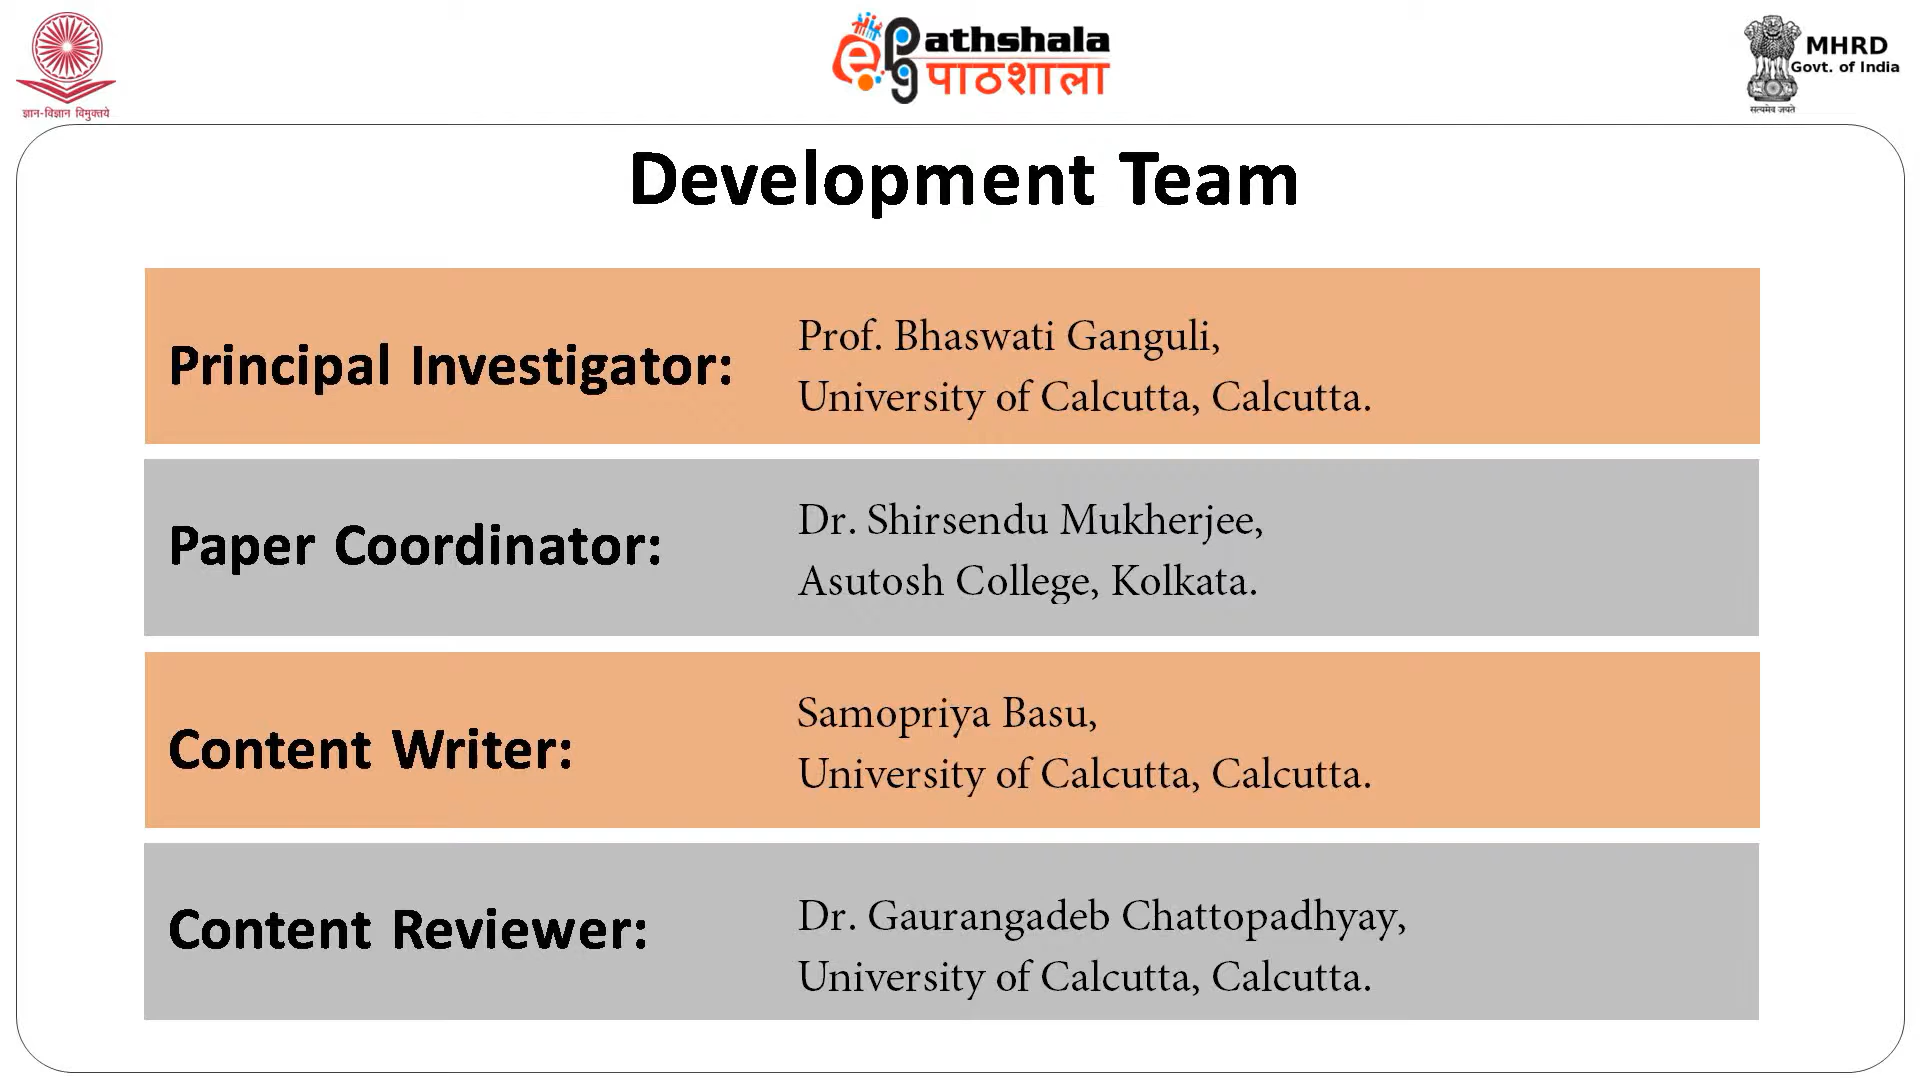 ज्ञान-विज्ञान विमुक्तये
e pg Pathshala
पाठशाला
MHRD
Govt. of India
सत्यमेव जयते
Development Team
Principal Investigator:
Prof. Bhaswati Ganguli,
University of Calcutta, Calcutta.
Paper Coordinator:
Dr. Shirsendu Mukherjee,
Asutosh College, Kolkata.
Content Writer:
Samopriya Basu,
University of Calcutta, Calcutta.
Content Reviewer:
Dr. Gaurangadeb Chattopadhyay,
University of Calcutta, Calcutta.